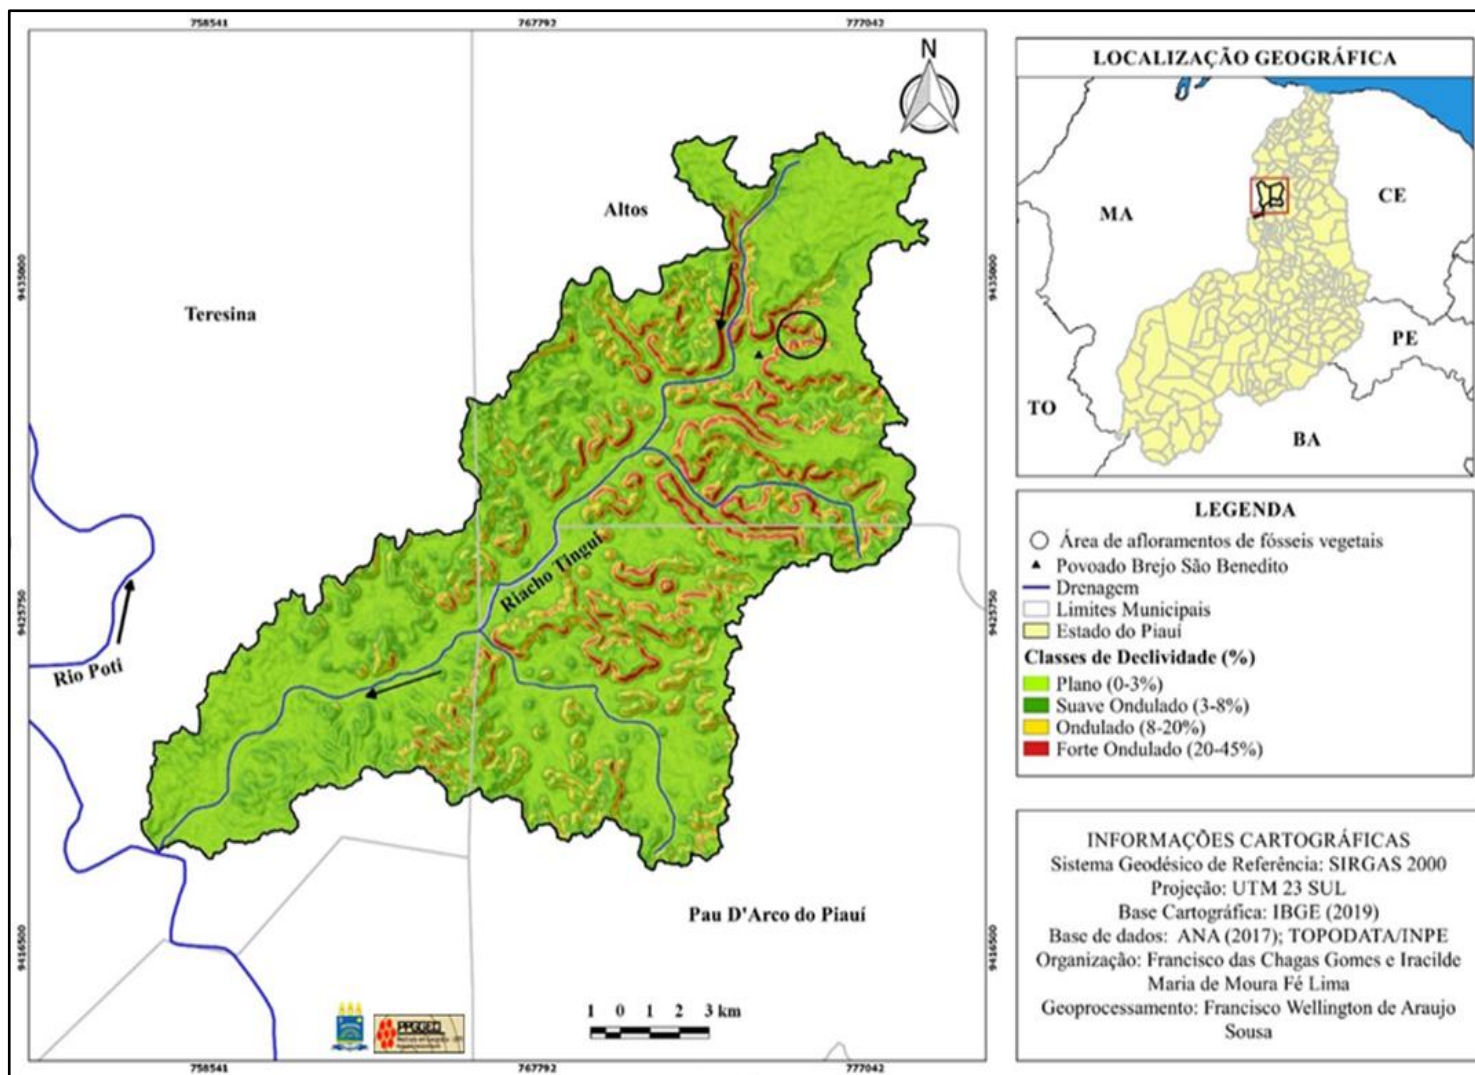 758541
767792
777042
9435000
9425750
9416500
N
Altos
Teresina
Riacho Tinguí
Rio Poti
Pau D'Arco do Piauí
1 0 1 2 3 km
PPGGEO
9435000
9425750
9416500
758541
767792
777042
LOCALIZAÇÃO GEOGRÁFICA
MA
CE
PE
TO
BA
LEGENDA
Área de afloramentos de fósseis vegetais
Povoado Brejo São Benedito
Drenagem
Limites Municipais
Estado do Piauí
Classes de Declividade (%)
Plano (0-3%)
Suave Ondulado (3-8%)
Ondulado (8-20%)
Forte Ondulado (20-45%)
INFORMAÇÕES CARTOGRÁFICAS
Sistema Geodésico de Referência: SIRGAS 2000
Projeção: UTM 23 SUL
Base Cartográfica: IBGE (2019)
Base de dados: ANA (2017); TOPODATA/INPE
Organização: Francisco das Chagas Gomes e Iracilde
Maria de Moura Fé Lima
Geoprocessamento: Francisco Wellington de Araujo
Sousa